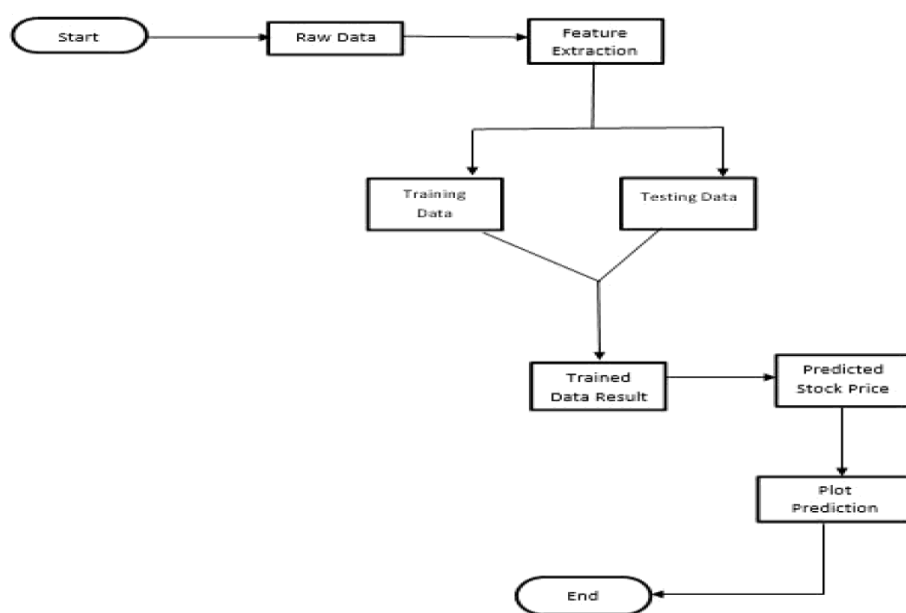 Start
Raw Data
Feature
Extraction
Training
Data
Testing Data
Trained
Data Result
Predicted
Stock Price
Plot
Prediction
End